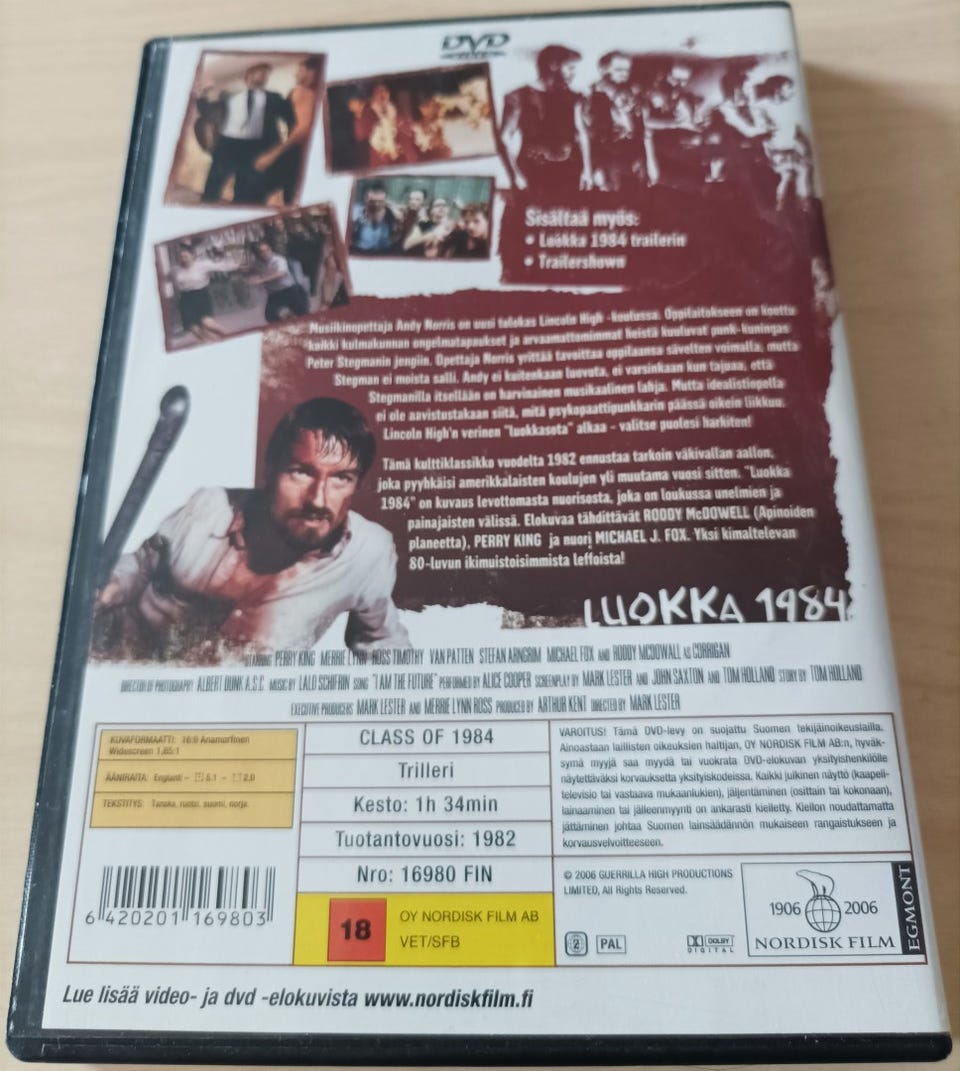 DVD
VIDEO
Sisältää myös:
• Luokka 1984 trailerin
• Trailershown
Musiikinopettaja Andy Norris on uusi tulokas Lincoln High -koulussa. Oppilaitokseen on koottu
kaikki kulmakunnan ongelmatapaukset ja arvaamattomimmat heistä kuuluvat punk-kuningas
Peter Stegmanin jengiin. Opettaja Norris yrittää tavoittaa oppilaansa sävelten voimalla, mutta
Stegman ei moista salli. Andy ei kuitenkaan luovuta, ei varsinkaan kun tajuaa, että
Stegmanilla itsellään on harvinainen musikaalinen lahja. Mutta idealistiopella
ei ole aavistustakaan siitä, mitä psykopaattipunkkarin päässä oikein liikkuu.
Lincoln High'n verinen "luokkasota" alkaa - valitse puolesi harkiten!
Tämä kulttiklassikko vuodelta 1982 ennustaa tarkoin väkivallan aallon,
joka pyyhkäisi amerikkalaisten koulujen yli muutama vuosi sitten. "Luokka
1984" on kuvaus levottomasta nuorisosta, joka on loukussa unelmien ja
painajaisten välissä. Elokuvaa tähdittävät RODDY McDOWELL (Apinoiden
planeetta), PERRY KING ja nuori MICHAEL J. FOX. Yksi kimaltelevan
80-luvun ikimuistoisimmista leffoista!
LUOKKA 1984
STARRING PERRY KING MERRIE LYNN ROSS TIMOTHY VAN PATTEN STEFAN ARNGRIM MICHAEL FOX AND RODDY MCDOWALL AS CORRIGAN
DIRECTOR OF PHOTOGRAPHY ALBERT DUNK A.S.C. MUSIC BY LALO SCHIFRIN SONG "I AM THE FUTURE" PERFORMED BY ALICE COOPER SCREENPLAY BY MARK LESTER AND JOHN SAXTON AND TOM HOLLAND STORY BY TOM HOLLAND
EXECUTIVE PRODUCERS MARK LESTER AND MERRIE LYNN ROSS PRODUCED BY ARTHUR KENT DIRECTED BY MARK LESTER
KUVAFORMAATTI: 16:9 Anamorfinen
Widescreen 1.85:1
ÄÄNIRAITA: Englanti - 5.1 - 2.0
TEKSTITYS: Tanska, ruotsi, suomi, norja.
6 420201 169803
CLASS OF 1984
Trilleri
Kesto: 1h 34min
Tuotantovuosi: 1982
Nro: 16980 FIN
18
OY NORDISK FILM AB
VET/SFB
VAROITUS! Tämä DVD-levy on suojattu Suomen tekijäinoikeuslailla.
Ainoastaan laillisten oikeuksien haltijan, OY NORDISK FILM AB:n, hyväk-
symä myyjä saa myydä tai vuokrata DVD-elokuvan yksityishenkilölle
näytettäväksi korvauksetta yksityiskodeissa. Kaikki julkinen näyttö (kaapeli-
televisio tai vastaava mukaanlukien), jäljentäminen (osittain tai kokonaan),
lainaaminen tai jälleenmyynti on ankarasti kielletty. Kiellon noudattamatta
jättäminen johtaa Suomen lainsäädännön mukaiseen rangaistukseen ja
korvausvelvoitteeseen.
© 2006 GUERRILLA HIGH PRODUCTIONS
LIMITED, All Rights Reserved.
2 PAL
DOLBY
DIGITAL
1906 2006
NORDISK FILM
EGMONT
Lue lisää video- ja dvd -elokuvista www.nordiskfilm.fi